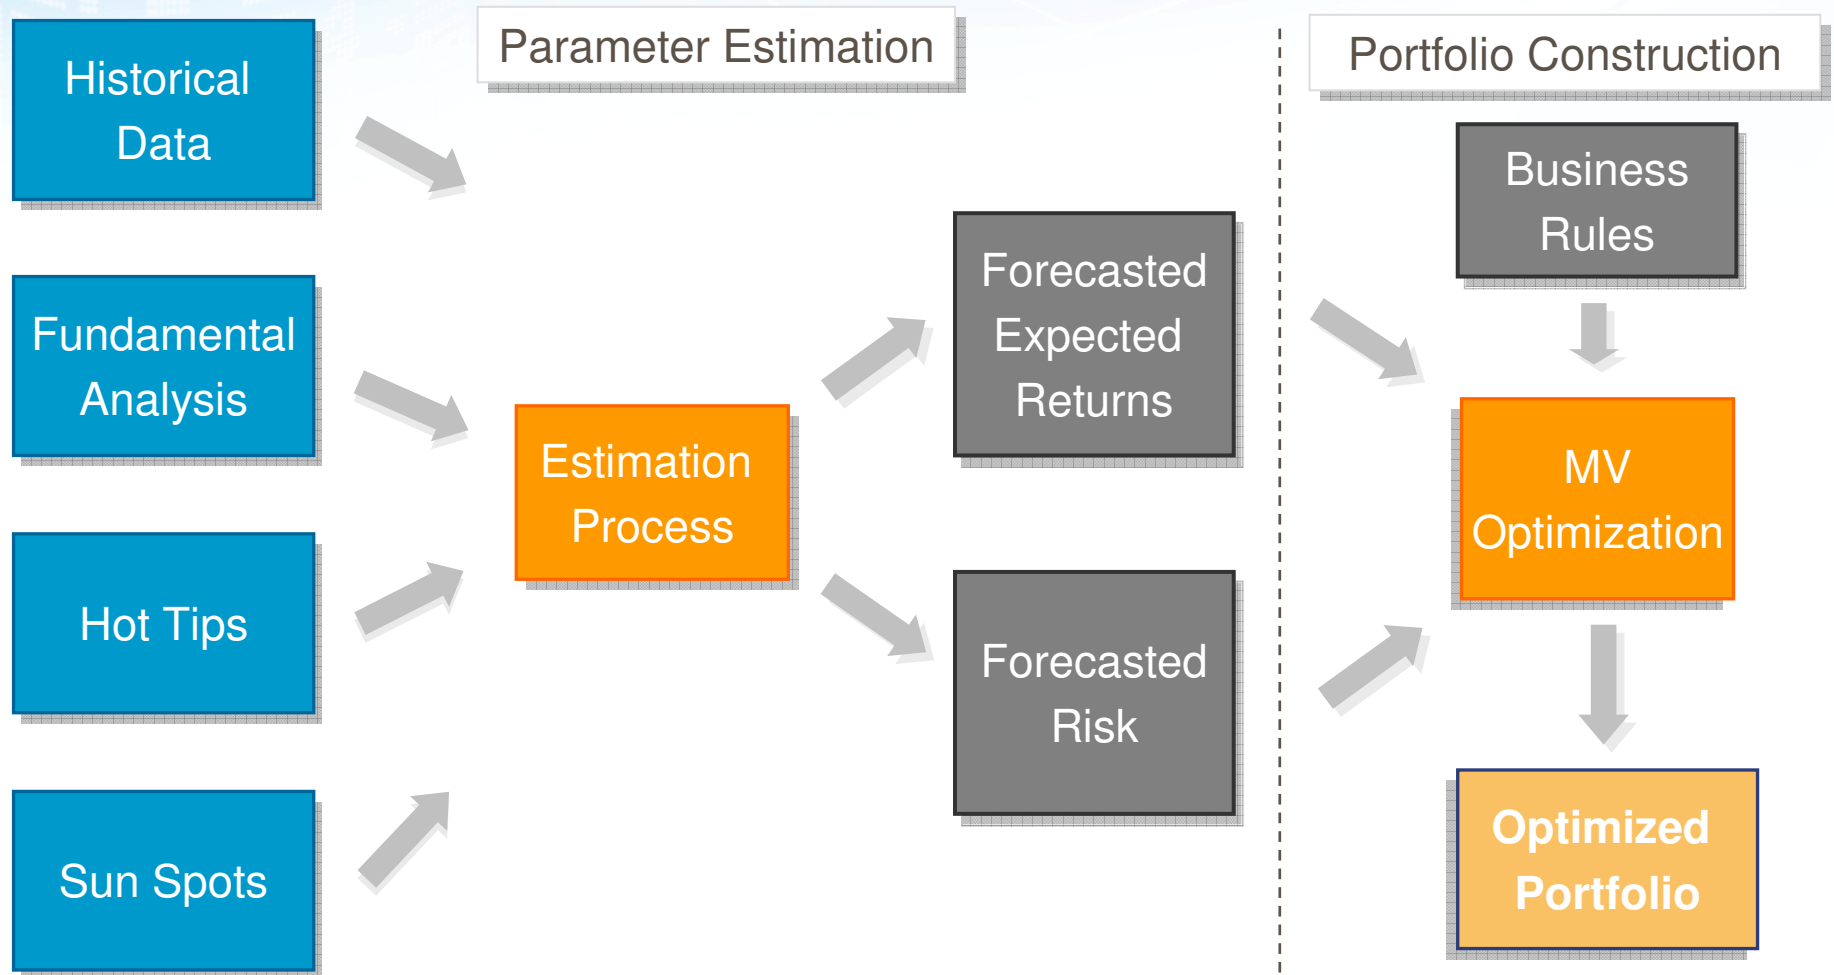 Parameter Estimation
Portfolio Construction
Historical
Data
Fundamental
Analysis
Hot Tips
Sun Spots
Estimation
Process
Forecasted
Expected
Returns
Forecasted
Risk
Business
Rules
MV
Optimization
Optimized
Portfolio